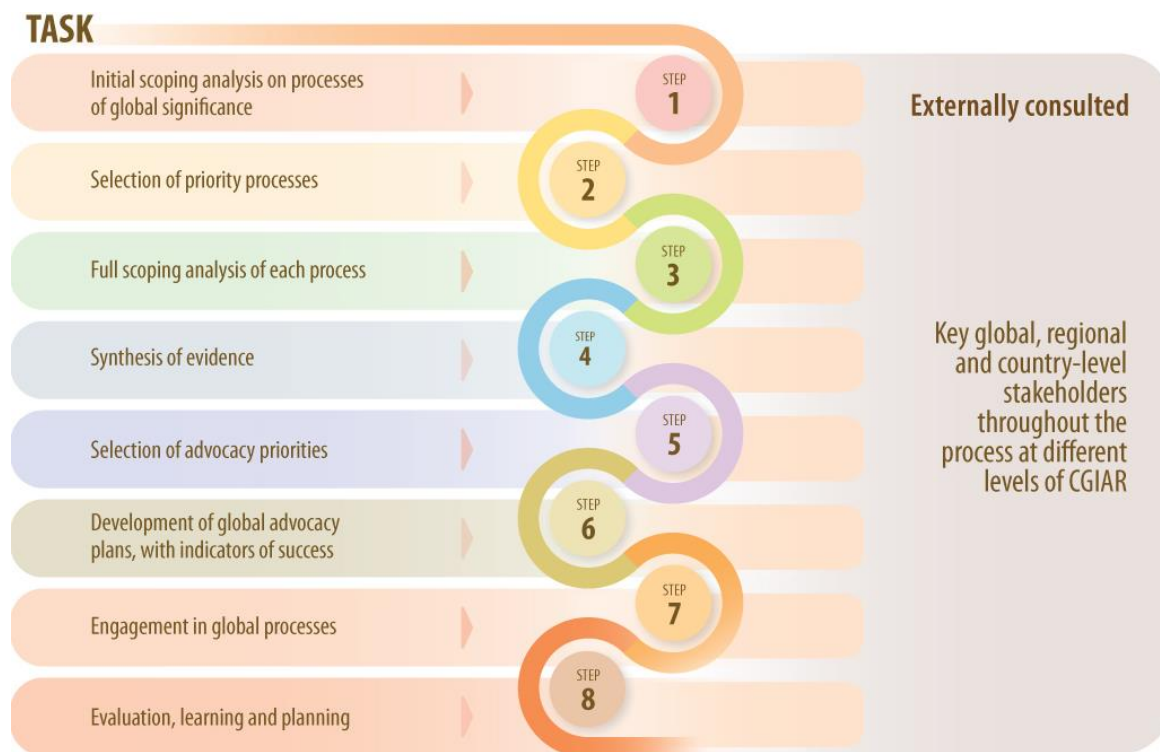 TASK
Initial scoping analysis on processes
of global significance
STEP
1
Externally consulted
Selection of priority processes
STEP
2
Full scoping analysis of each process
STEP
3
Synthesis of evidence
STEP
4
Key global, regional
and country-level
stakeholders
throughout the
process at different
levels of CGIAR
Selection of advocacy priorities
STEP
5
Development of global advocacy
plans, with indicators of success
STEP
6
Engagement in global processes
STEP
7
Evaluation, learning and planning
STEP
8